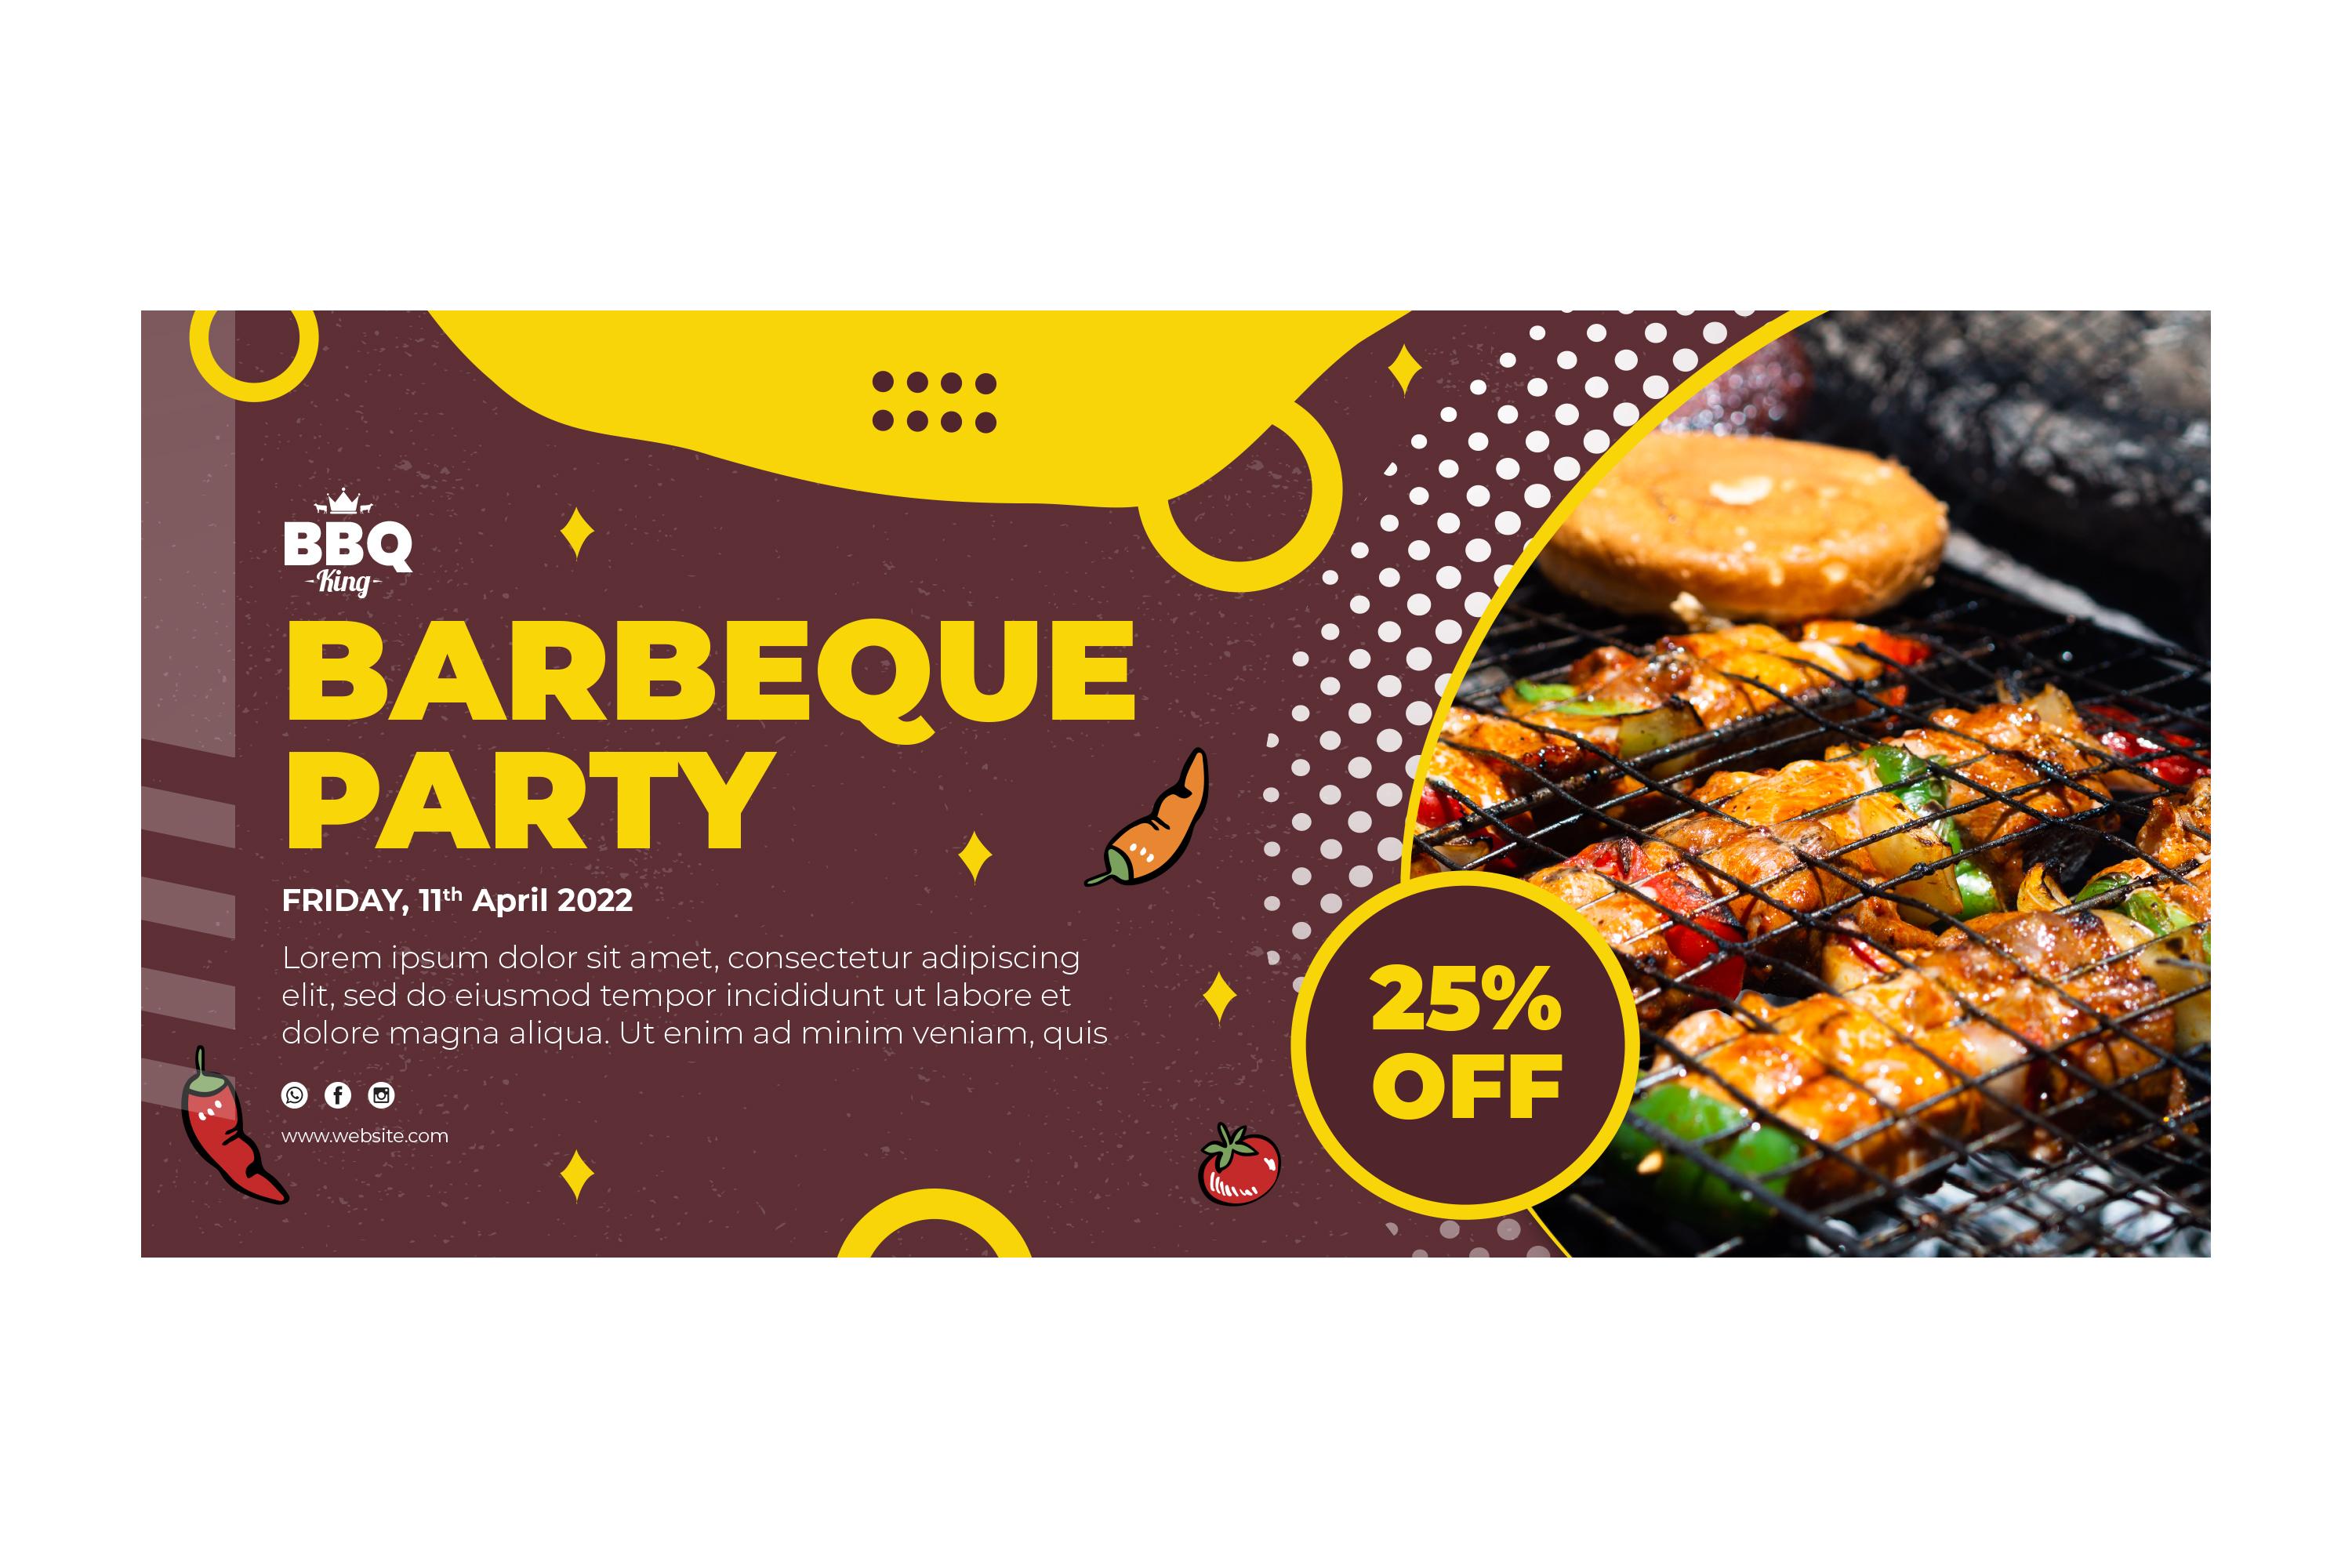 BBQ
King
BARBEQUE
PARTY
FRIDAY, 11th April 2022
Lorem ipsum dolor sit amet, consectetur adipiscing
elit, sed do eiusmod tempor incididunt ut labore et
dolore magna aliqua. Ut enim ad minim veniam, quis
www.website.com
25%
OFF